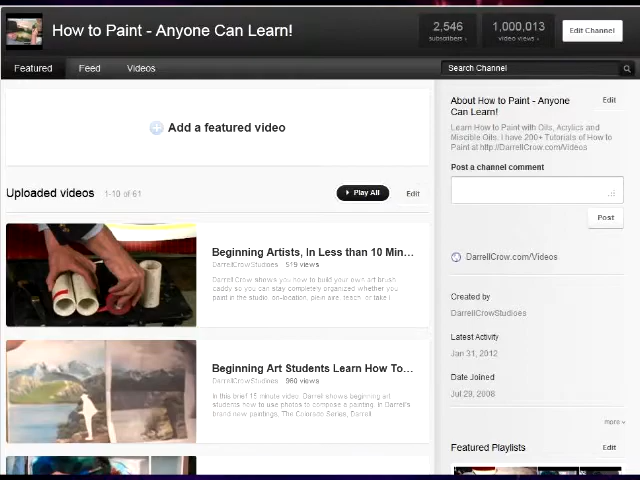 How to Paint - Anyone Can Learn!
2,546
subscribers ›
1,000,013
video views ›
Edit Channel
Featured
Feed
Videos
Search Channel
Add a featured video
Uploaded videos
1-10 of 61
Play All
Edit
Beginning Artists, In Less than 10 Min...
DarrellCrowStudioes 519 views
Darrell Crow shows you how to build your own art brush
caddy so you can stay completely organized whether you
paint in the studio, on-location, plein aire, teach, or take l
Beginning Art Students Learn How To...
DarrellCrowStudioes 960 views
In this brief 15 minute video, Darrell shows beginning art
students how to use photos to compose a painting. In Darrell's
brand new paintings, The Colorado Series, Darrell
About How to Paint - Anyone
Can Learn!
Edit
Learn How to Paint with Oils, Acrylics and
Miscible Oils. I have 200+ Tutorials of How to
Paint at http://DarrellCrow.com/Videos
Post a channel comment
Post
DarrellCrow.com/Videos
Created by
DarrellCrowStudioes
Latest Activity
Jan 31, 2012
Date Joined
Jul 29, 2008
more
Featured Playlists
Edit